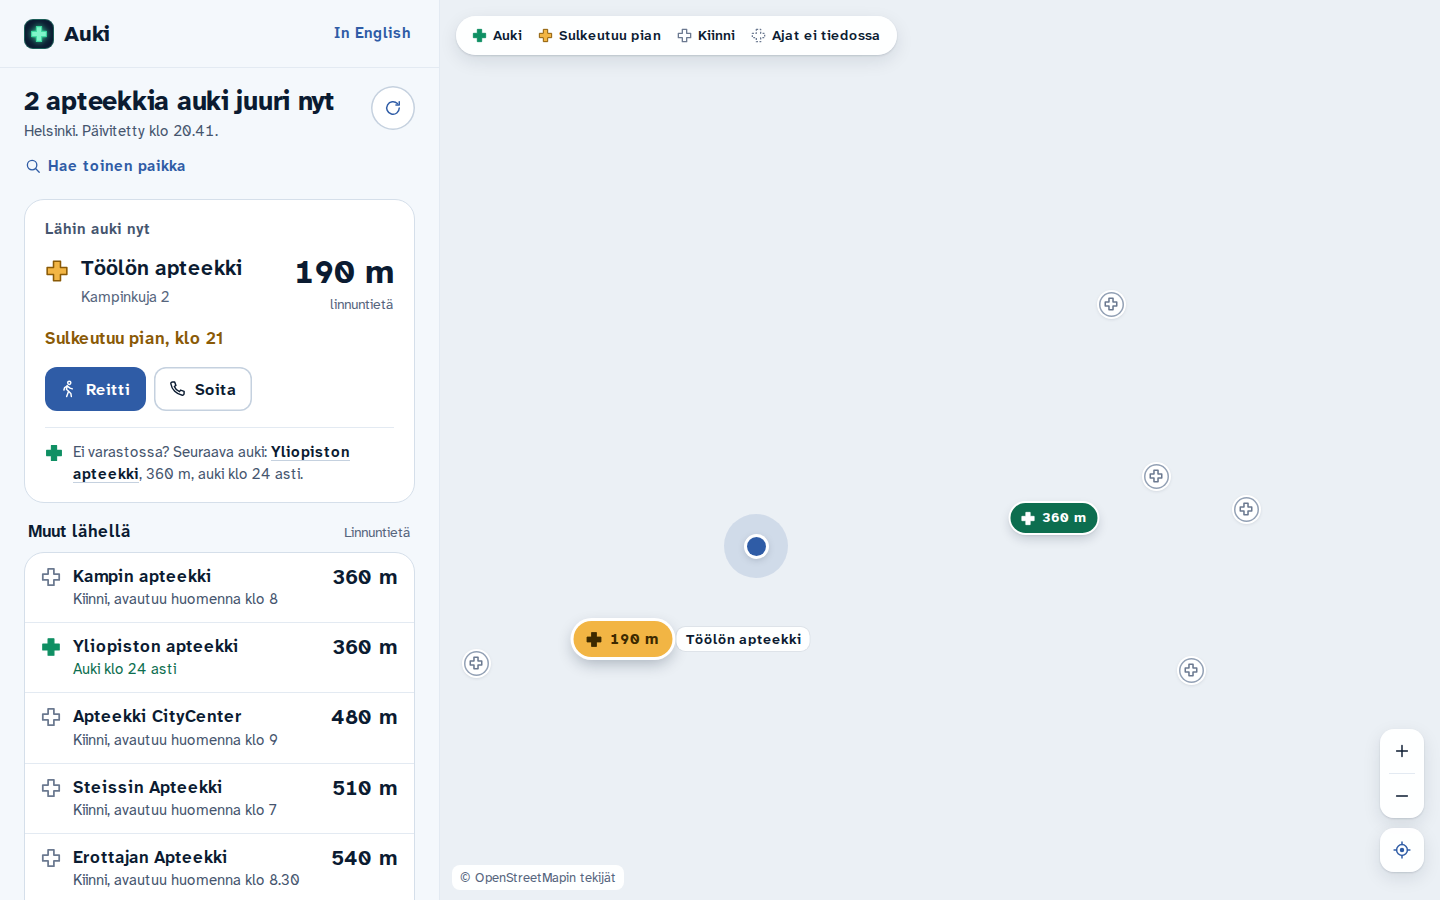 Auki
In English
2 apteekkia auki juuri nyt
Helsinki. Päivitetty klo 20.41.
Hae toinen paikka
Lähin auki nyt
Töölön apteekki
190 m
Kampinkuja 2
linnuntietä
Sulkeutuu pian, klo 21
Reitti
Soita
Ei varastossa? Seuraava auki: Yliopiston
apteekki, 360 m, auki klo 24 asti.
Muut lähellä
Linnuntietä
Kampin apteekki
360 m
Kiinni, avautuu huomenna klo 8
Yliopiston apteekki
360 m
Auki klo 24 asti
Apteekki CityCenter
480 m
Kiinni, avautuu huomenna klo 9
Steissin Apteekki
510 m
Kiinni, avautuu huomenna klo 7
Erottajan Apteekki
540 m
Kiinni, avautuu huomenna klo 8.30
Auki
Sulkeutuu pian
Kiinni
Ajat ei tiedossa
360 m
190 m
Töölön apteekki
+
−
© OpenStreetMapin tekijät